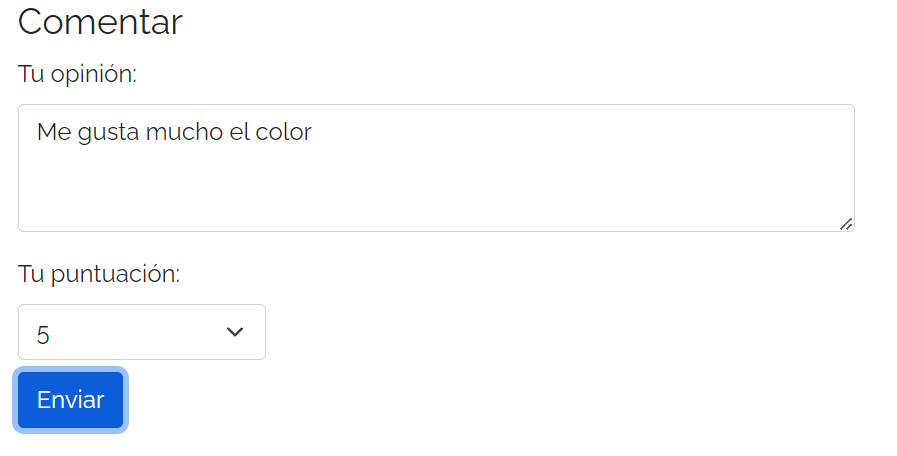 Comentar
Tu opinión:
Me gusta mucho el color
Tu puntuación:
5
Enviar